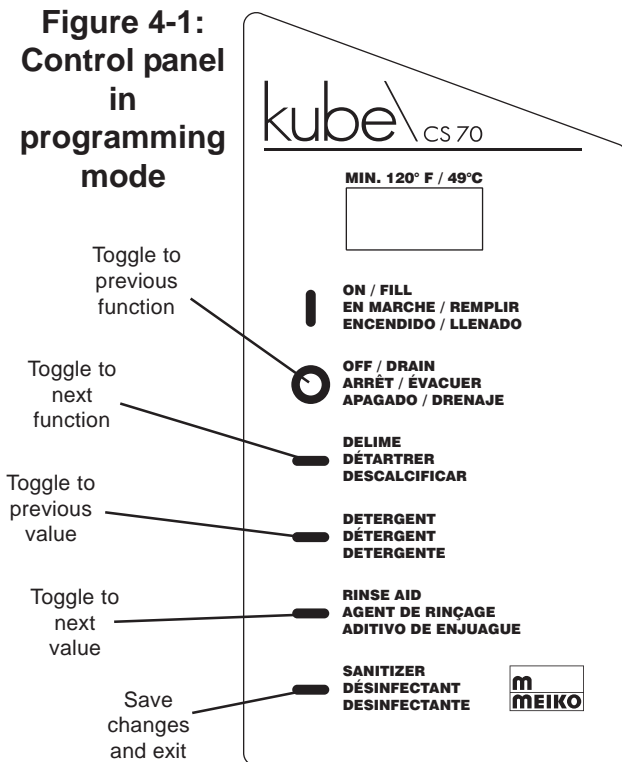 Figure 4-1:
Control panel
in
programming
mode
kube CS 70
MIN. 120° F / 49°C
Toggle to
previous
function
ON / FILL
EN MARCHE / REMPLIR
ENCENDIDO / LLENADO
Toggle to
next
function
OFF / DRAIN
ARRÊT / ÉVACUER
APAGADO / DRENAJE
Toggle to
previous
value
DELIME
DÉTARTRER
DESCALCIFICAR
Toggle to
next
value
DETERGENT
DÉTERGENT
DETERGENTE
Save
changes
and exit
RINSE AID
AGENT DE RINÇAGE
ADITIVO DE ENJUAGUE
SANITIZER
DÉSINFECTANT
DESINFECTANTE
m
MEIKO